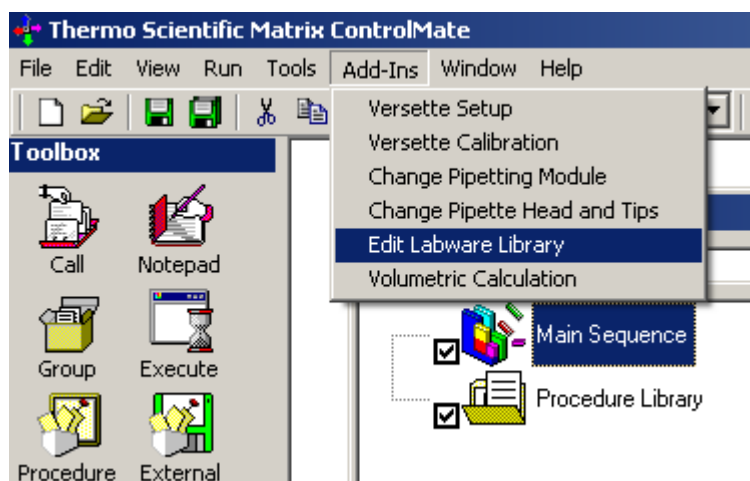 Thermo Scientific Matrix ControlMate
File Edit View Run Tools Add-Ins Window Help
Versette Setup
Versette Calibration
Change Pipetting Module
Change Pipette Head and Tips
Edit Labware Library
Volumetric Calculation
Toolbox
Call Notepad
Group Execute
Procedure External
Main Sequence
Procedure Library